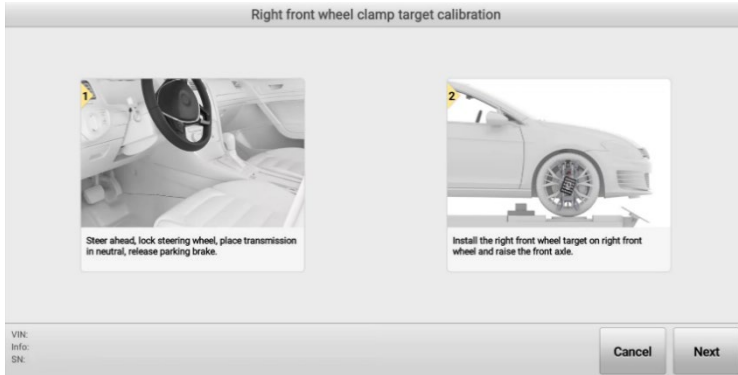 Right front wheel clamp target calibration
1
Steer ahead, lock steering wheel, place transmission
in neutral, release parking brake.
2
Install the right front wheel target on right front
wheel and raise the front axle.
VIN:
Info:
SN:
Cancel
Next